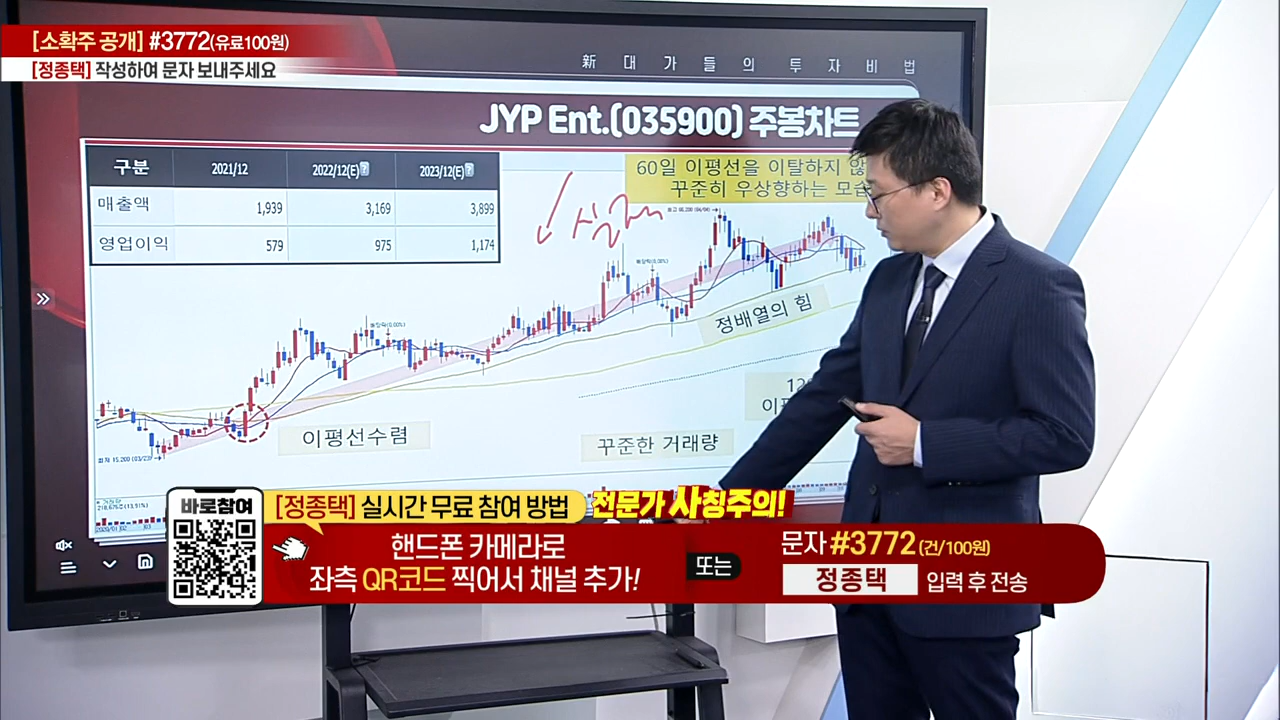 [소확주 공개] #3772(유료100원)
[정종택] 작성하여 문자 보내주세요
新 대 가 들 의 투 자 비 법
JYP Ent.(035900) 주봉차트
구분 2021/12 2022/12(E) 2023/12(E)
매출액 1,939 3,169 3,899
영업이익 579 975 1,174
60일 이평선을 이탈하지 않
꾸준히 우상향하는 모습
정배열의 힘
12
이평
이평선수렴
꾸준한 거래량
바로참여
[정종택] 실시간 무료 참여 방법
전문가 사칭주의!
핸드폰 카메라로
좌측 QR코드 찍어서 채널 추가!
또는
문자 #3772 (건/100원)
정종택 입력 후 전송